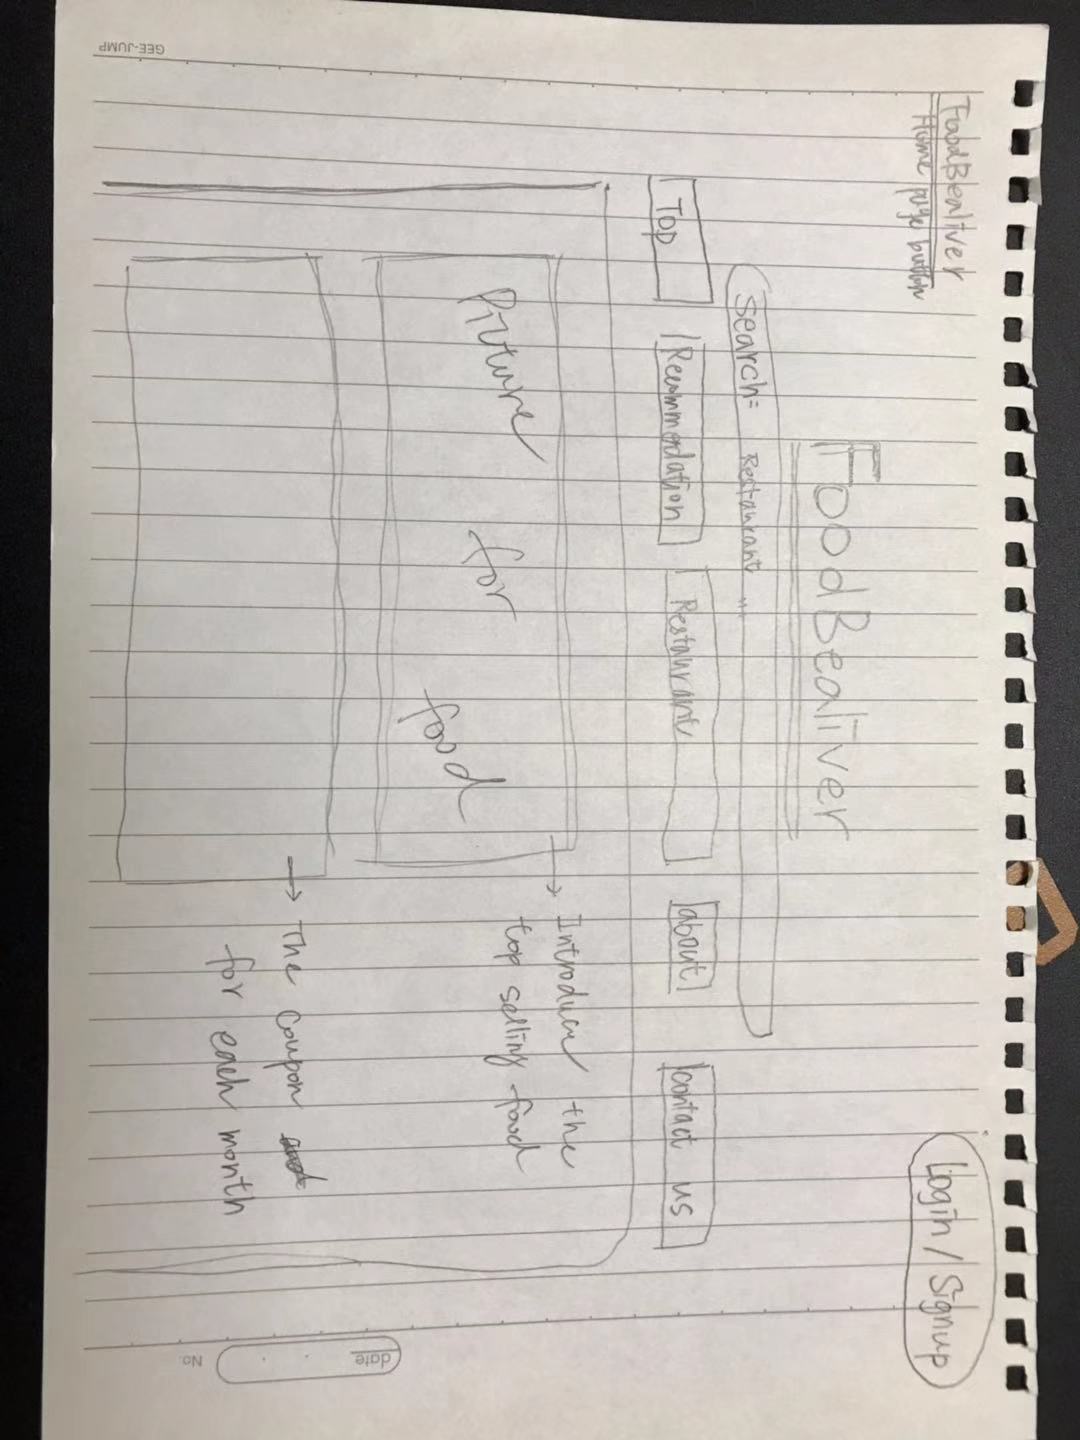 FoodBealiver
Home page button
Login / Signup
FoodBealiver
Search: Restaurant "
Top
Recommendation
Restaurant
about
contact us
Picture for food
→ Introduce the
top selling food
→ The coupon
for each month
GEE-JUMP
date
No.